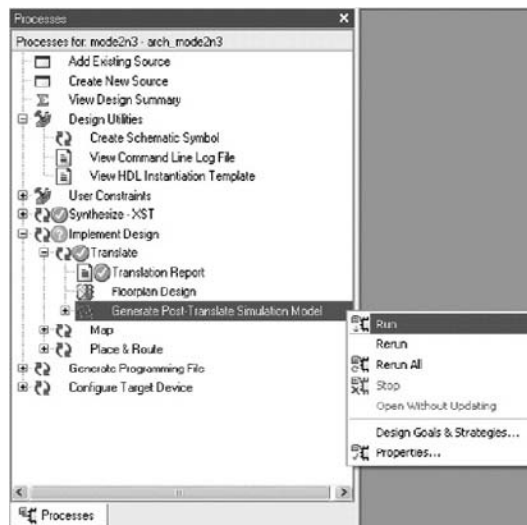 Processes
Processes for: mode2n3 - arch_mode2n3
Add Existing Source
Create New Source
View Design Summary
Design Utilities
Create Schematic Symbol
View Command Line Log File
View HDL Instantiation Template
User Constraints
Synthesize - XST
Implement Design
Translate
Translation Report
Floorplan Design
Generate Post-Translate Simulation Model
Map
Place & Route
Generate Programming File
Configure Target Device
Run
Rerun
Rerun All
Stop
Open Without Updating
Design Goals & Strategies...
Properties...
Processes